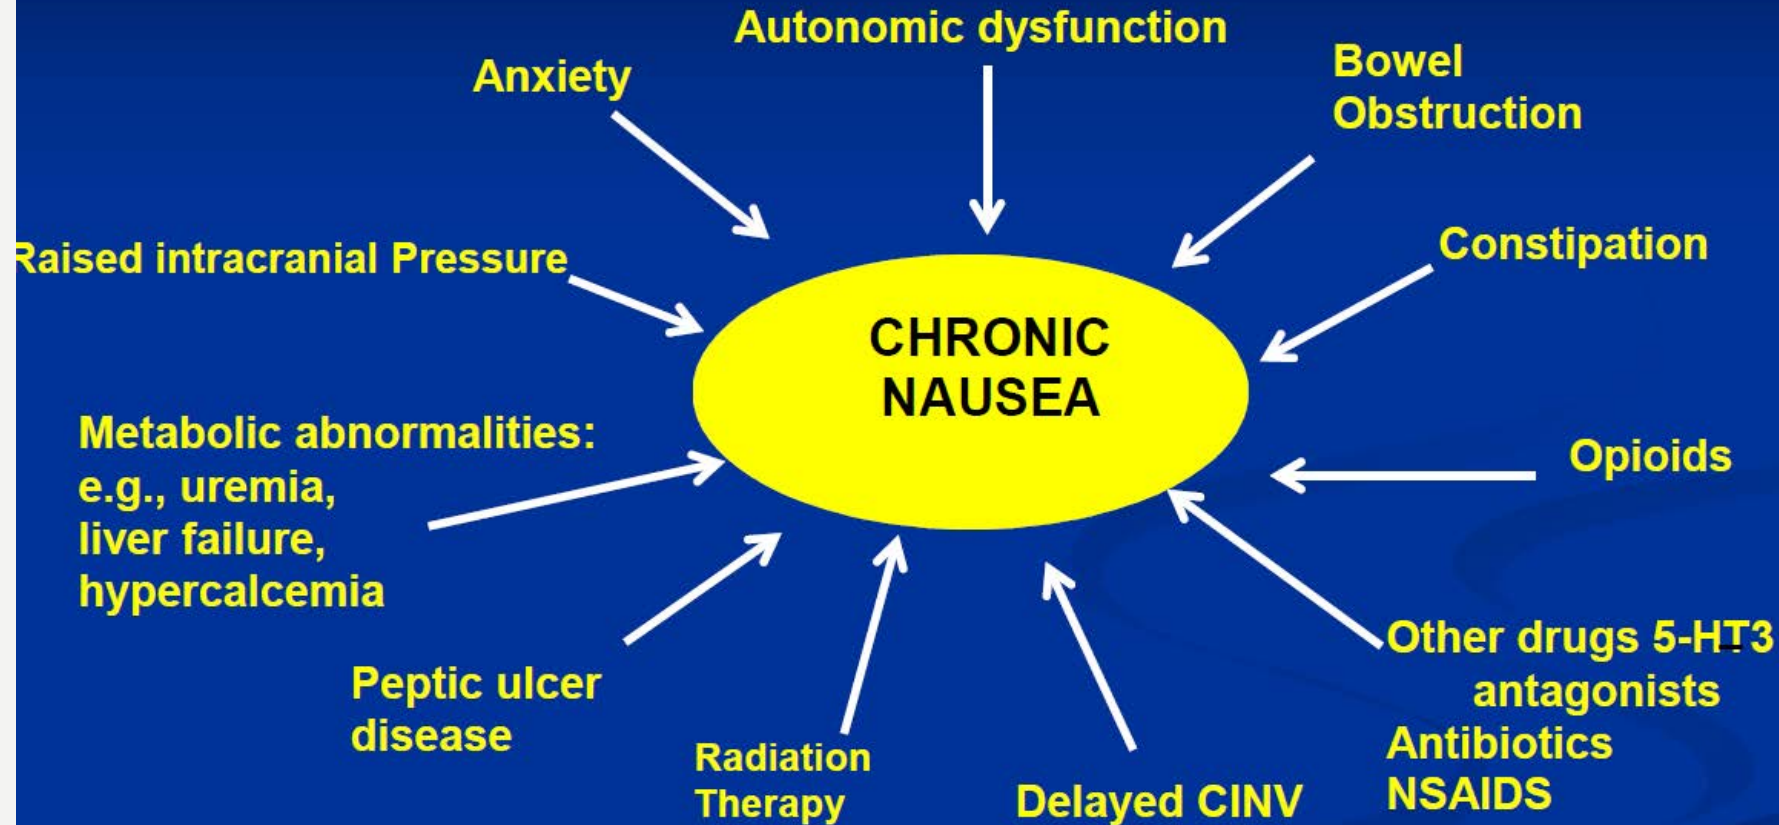 Autonomic dysfunction
Anxiety
Bowel
Obstruction
Raised intracranial Pressure
Constipation
CHRONIC
NAUSEA
Metabolic abnormalities:
e.g., uremia,
liver failure,
hypercalcemia
Opioids
Peptic ulcer
disease
Radiation
Therapy
Delayed CINV
Other drugs 5-HT3
antagonists
Antibiotics
NSAIDS